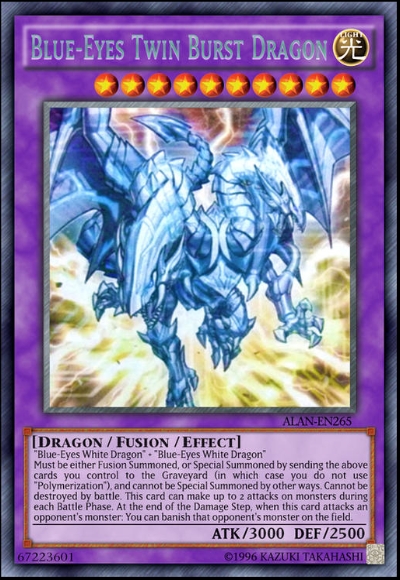 Blue-Eyes Twin Burst Dragon
LIGHT
光
ALAN-EN265
[Dragon / Fusion / Effect]
"Blue-Eyes White Dragon" + "Blue-Eyes White Dragon"
Must be either Fusion Summoned, or Special Summoned by sending the above
cards you control to the Graveyard (in which case you do not use
"Polymerization"), and cannot be Special Summoned by other ways. Cannot be
destroyed by battle. This card can make up to 2 attacks on monsters during
each Battle Phase. At the end of the Damage Step, when this card attacks an
opponent's monster: You can banish that opponent's monster on the field.
ATK/3000 DEF/2500
67223601
©1996 KAZUKI TAKAHASHI